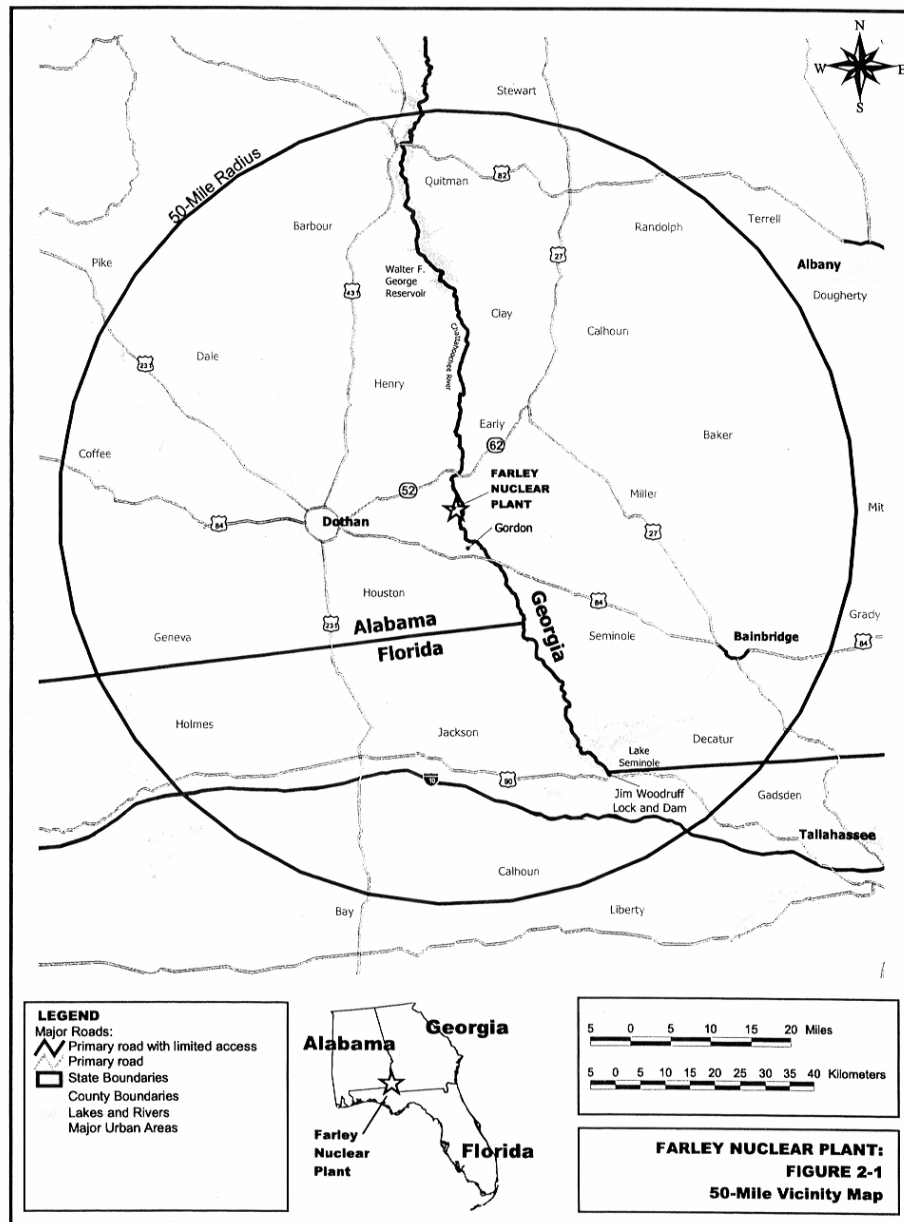 N
W
E
S
Stewart
50-Mile Radius
Quitman
82
Barbour
Randolph
Terrell
Pike
27
Albany
Walter F.
George
Reservoir
431
Dougherty
Clay
Chattahoochee River
Calhoun
Dale
231
Henry
Early
62
Baker
Coffee
FARLEY
NUCLEAR
PLANT
52
Miller
84
Dothan
Mit
Gordon
27
Houston
84
Georgia
Grady
231
Alabama
Seminole
Geneva
Bainbridge
84
Florida
Holmes
Jackson
Decatur
Lake
Seminole
10
90
Jim Woodruff
Lock and Dam
Gadsden
Tallahassee
Calhoun
Bay
Liberty
LEGEND
Major Roads:
Primary road with limited access
Primary road
State Boundaries
County Boundaries
Lakes and Rivers
Major Urban Areas
Alabama
Georgia
Farley
Nuclear
Plant
Florida
5 0 5 10 15 20 Miles
5 0 5 10 15 20 25 30 35 40 Kilometers
FARLEY NUCLEAR PLANT:
FIGURE 2-1
50-Mile Vicinity Map